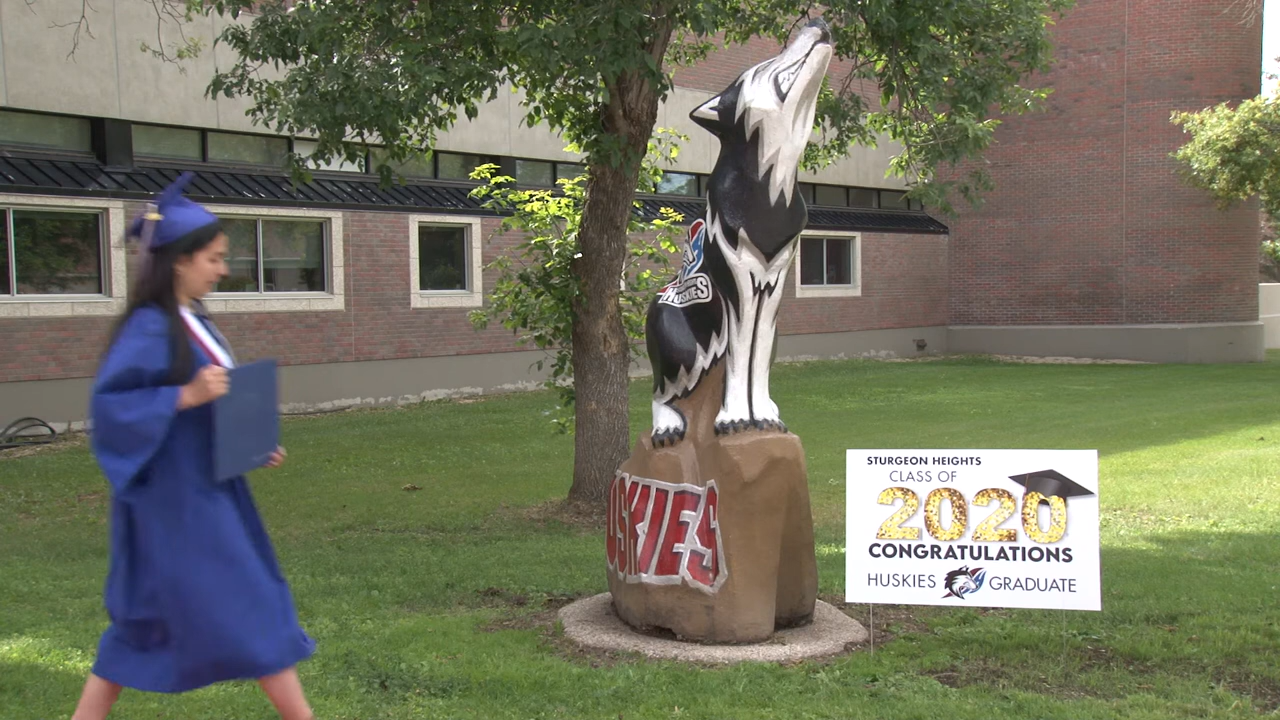 HUSKIES
USKIES
STURGEON HEIGHTS
CLASS OF
2020
CONGRATULATIONS
HUSKIES GRADUATE